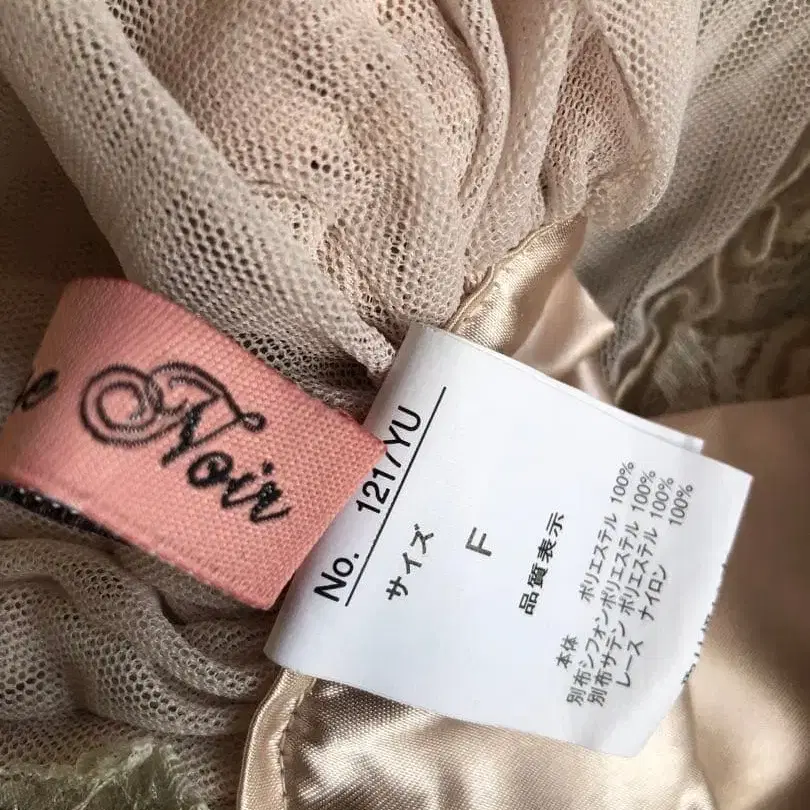 Noir
No. 1217YU
サイズ
F
品質表示
本体 ポリエステル 100%
別布シフォンポリエステル 100%
別布サテン ポリエステル 100%
レース ナイロン 100%